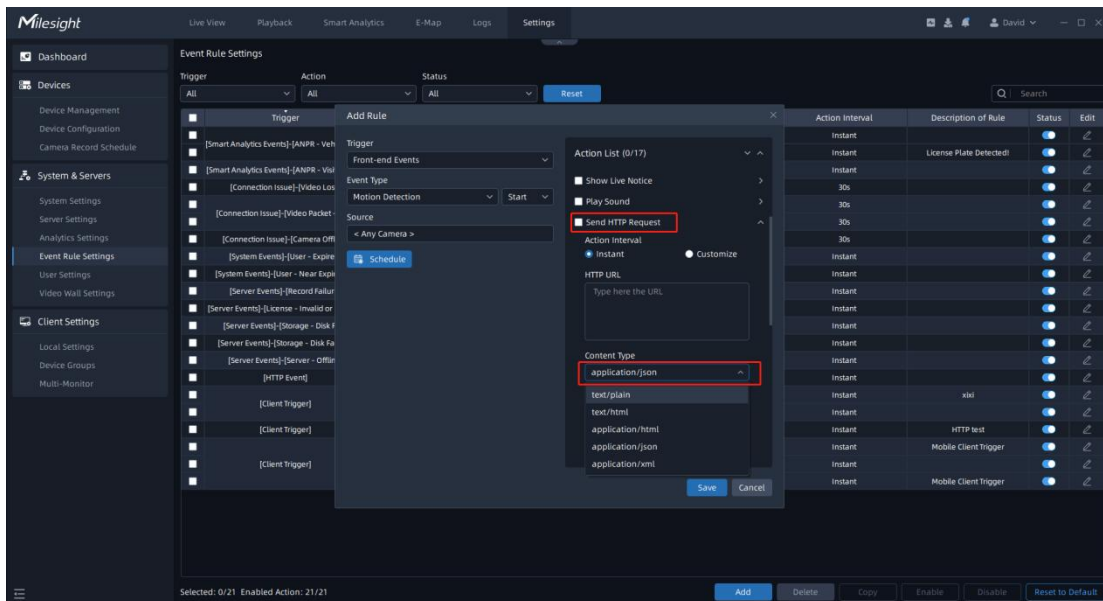 Milesight
Live View Playback Smart Analytics E-Map Logs Settings
David
Dashboard
Devices
Device Management
Device Configuration
Camera Record Schedule
System & Servers
System Settings
Server Settings
Analytics Settings
Event Rule Settings
User Settings
Video Wall Settings
Client Settings
Local Settings
Device Groups
Multi-Monitor
Event Rule Settings
Trigger Action Status
All All All Reset Search
Trigger Action Interval Description of Rule Status Edit
Instant
[Smart Analytics Events]-[ANPR - Veh
Instant License Plate Detected!
[Smart Analytics Events]-[ANPR - Visi Instant
[Connection Issue]-[Video Los 30s
30s
[Connection Issue]-[Video Packet -
30s
[Connection Issue]-[Camera Offl 30s
[System Events]-[User - Expire Instant
[System Events]-[User - Near Expi Instant
[Server Events]-[Record Failur Instant
[Server Events]-[License - Invalid or Instant
[Server Events]-[Storage - Disk F Instant
[Server Events]-[Storage - Disk Fa Instant
[Server Events]-[Server - Offlin Instant
[HTTP Event] Instant
Instant xixi
[Client Trigger]
Instant
[Client Trigger] Instant HTTP test
Instant Mobile Client Trigger
[Client Trigger] Instant
Instant Mobile Client Trigger
Add Rule
Trigger
Front-end Events
Event Type
Motion Detection Start
Source
< Any Camera >
Schedule
Action List (0/17)
Show Live Notice
Play Sound
Send HTTP Request
Action Interval
Instant Customize
HTTP URL
Type here the URL
Content Type
application/json
text/plain
text/html
application/html
application/json
application/xml
Save Cancel
Selected: 0/21 Enabled Action: 21/21
Add Delete Copy Enable Disable Reset to Default